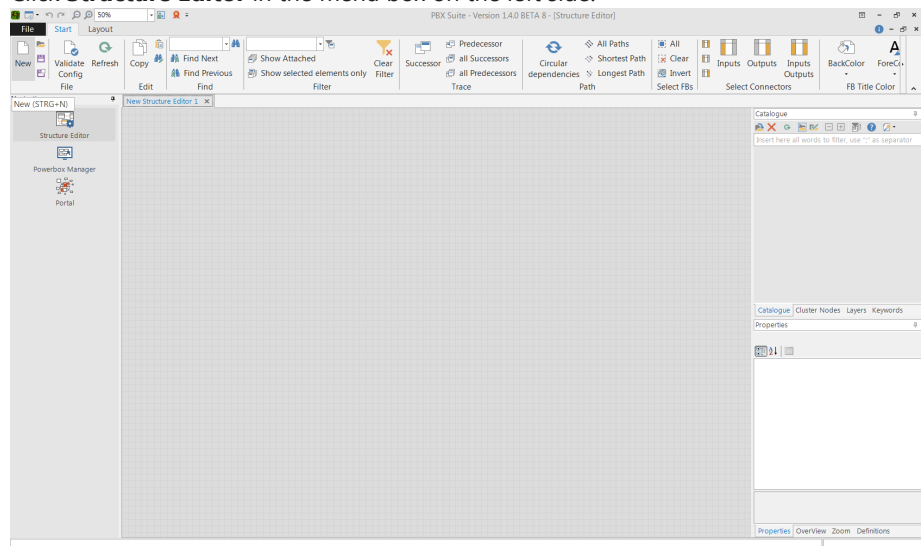 Click Structure Editor in the menu box on the left side.
50% PBX Suite - Version 1.4.0 BETA 8 - [Structure Editor]
File Start Layout
New Validate Config Refresh
File
Copy
Edit
Find Next
Find Previous
Find
Show Attached
Show selected elements only
Clear Filter
Filter
Successor
Predecessor
all Successors
all Predecessors
Trace
Circular dependencies
All Paths
Shortest Path
Longest Path
Path
All
Clear
Invert
Select FBs
Inputs Outputs Inputs Outputs
Select Connectors
BackColor ForeCo
FB Title Color
New (STRG+N)
New Structure Editor 1
Structure Editor
Powerbox Manager
Portal
Catalogue
Insert here all words to filter, use ";" as separator
Catalogue Cluster Nodes Layers Keywords
Properties
Properties OverView Zoom Definitions